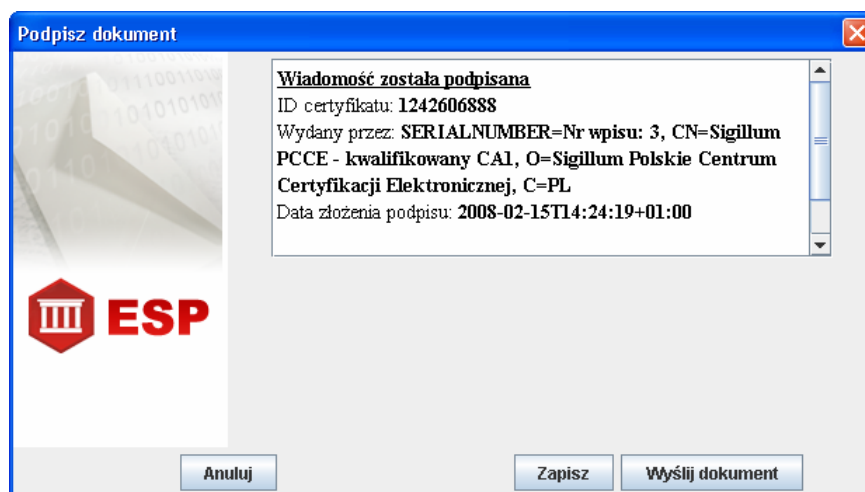 Podpisz dokument
Wiadomość została podpisana
ID certyfikatu: 1242606888
Wydany przez: SERIALNUMBER=Nr wpisu: 3, CN=Sigillum
PCCE - kwalifikowany CA1, O=Sigillum Polskie Centrum
Certyfikacji Elektronicznej, C=PL
Data złożenia podpisu: 2008-02-15T14:24:19+01:00
ESP
Anuluj
Zapisz
Wyślij dokument